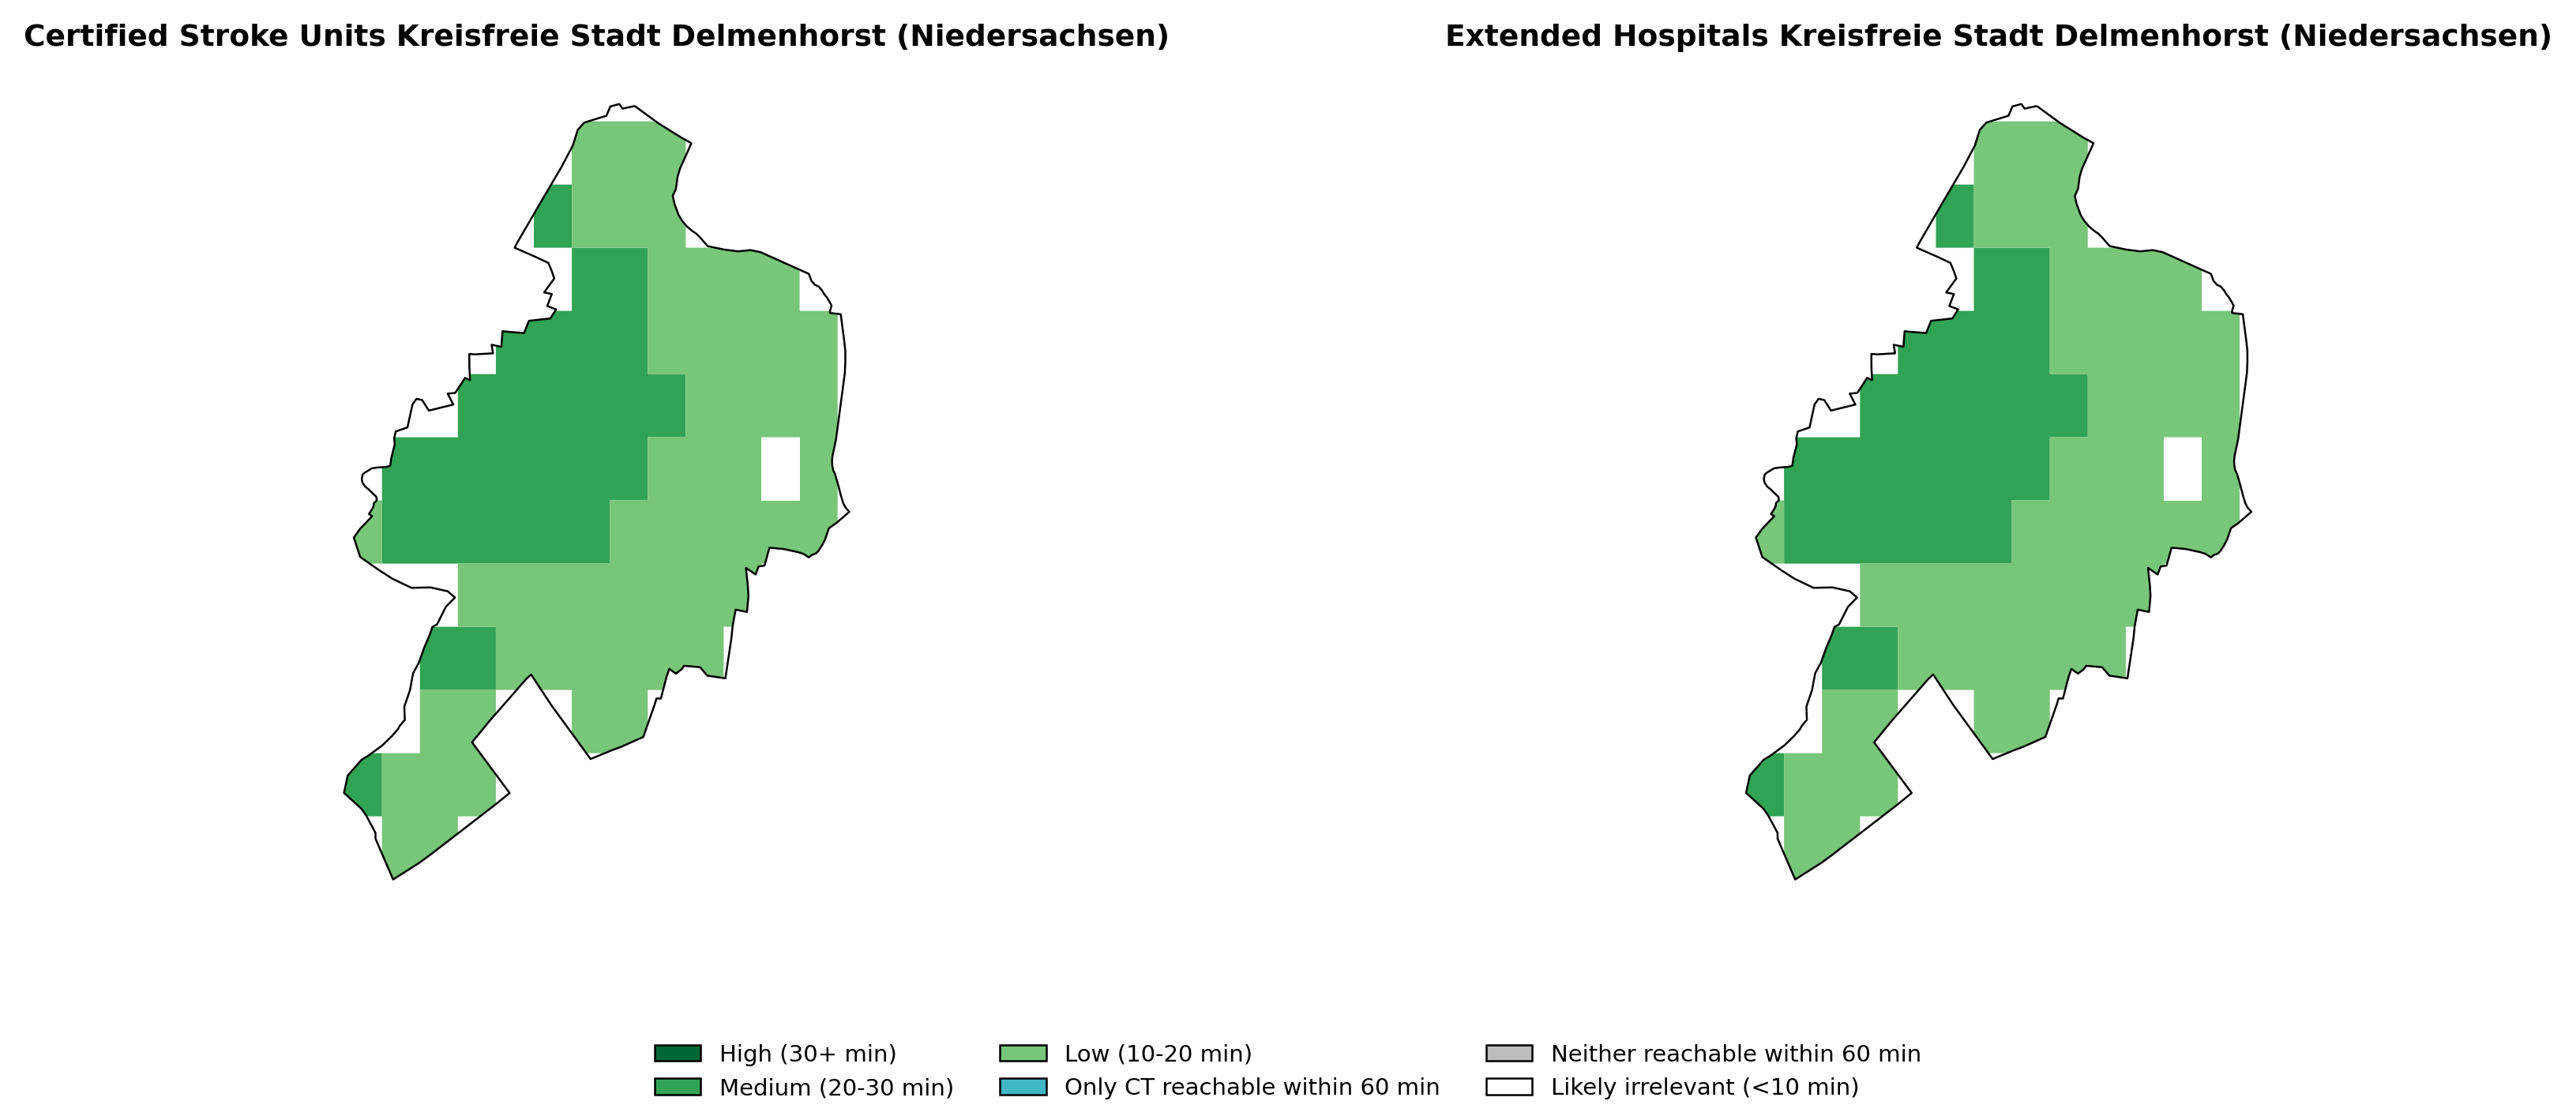 Certified Stroke Units Kreisfreie Stadt Delmenhorst (Niedersachsen)
Extended Hospitals Kreisfreie Stadt Delmenhorst (Niedersachsen)
High (30+ min)
Medium (20-30 min)
Low (10-20 min)
Only CT reachable within 60 min
Neither reachable within 60 min
Likely irrelevant (<10 min)